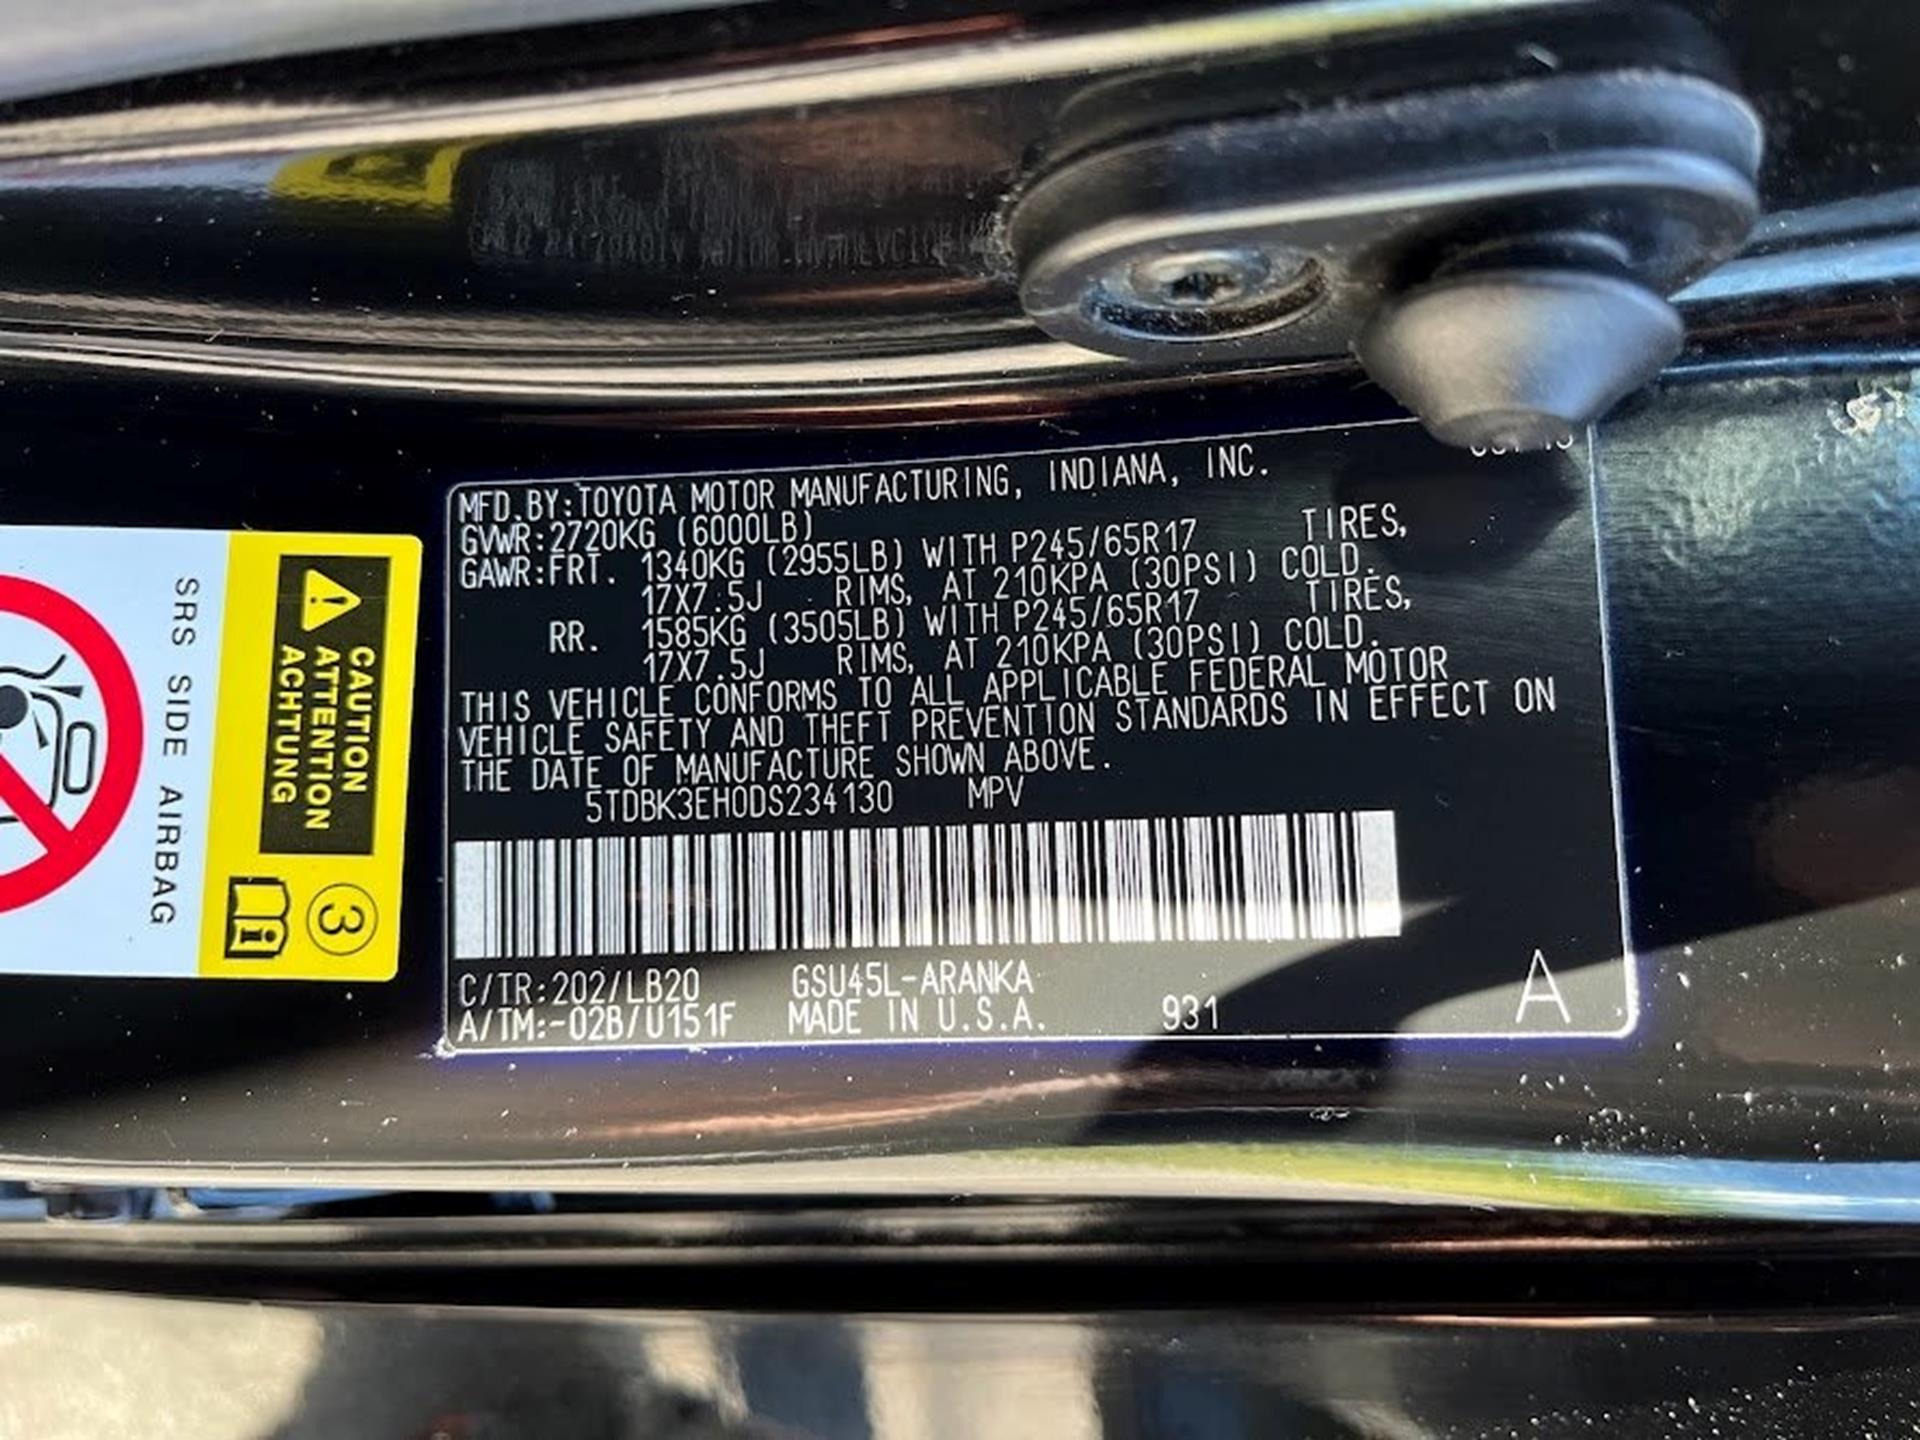 MFD.BY:TOYOTA MOTOR MANUFACTURING, INDIANA, INC.
GVWR:2720KG (6000LB)
GAWR:FRT. 1340KG (2955LB) WITH P245/65R17 TIRES,
17X7.5J RIMS, AT 210KPA (30PSI) COLD.
RR. 1585KG (3505LB) WITH P245/65R17 TIRES,
17X7.5J RIMS, AT 210KPA (30PSI) COLD.
THIS VEHICLE CONFORMS TO ALL APPLICABLE FEDERAL MOTOR
VEHICLE SAFETY AND THEFT PREVENTION STANDARDS IN EFFECT ON
THE DATE OF MANUFACTURE SHOWN ABOVE.
5TDBK3EH0DS234130 MPV
C/TR:202/LB20 GSU45L-ARANKA
A/TM:-02B/U151F MADE IN U.S.A. 931 A
CAUTION
ATTENTION
ACHTUNG
3
SRS SIDE AIRBAG